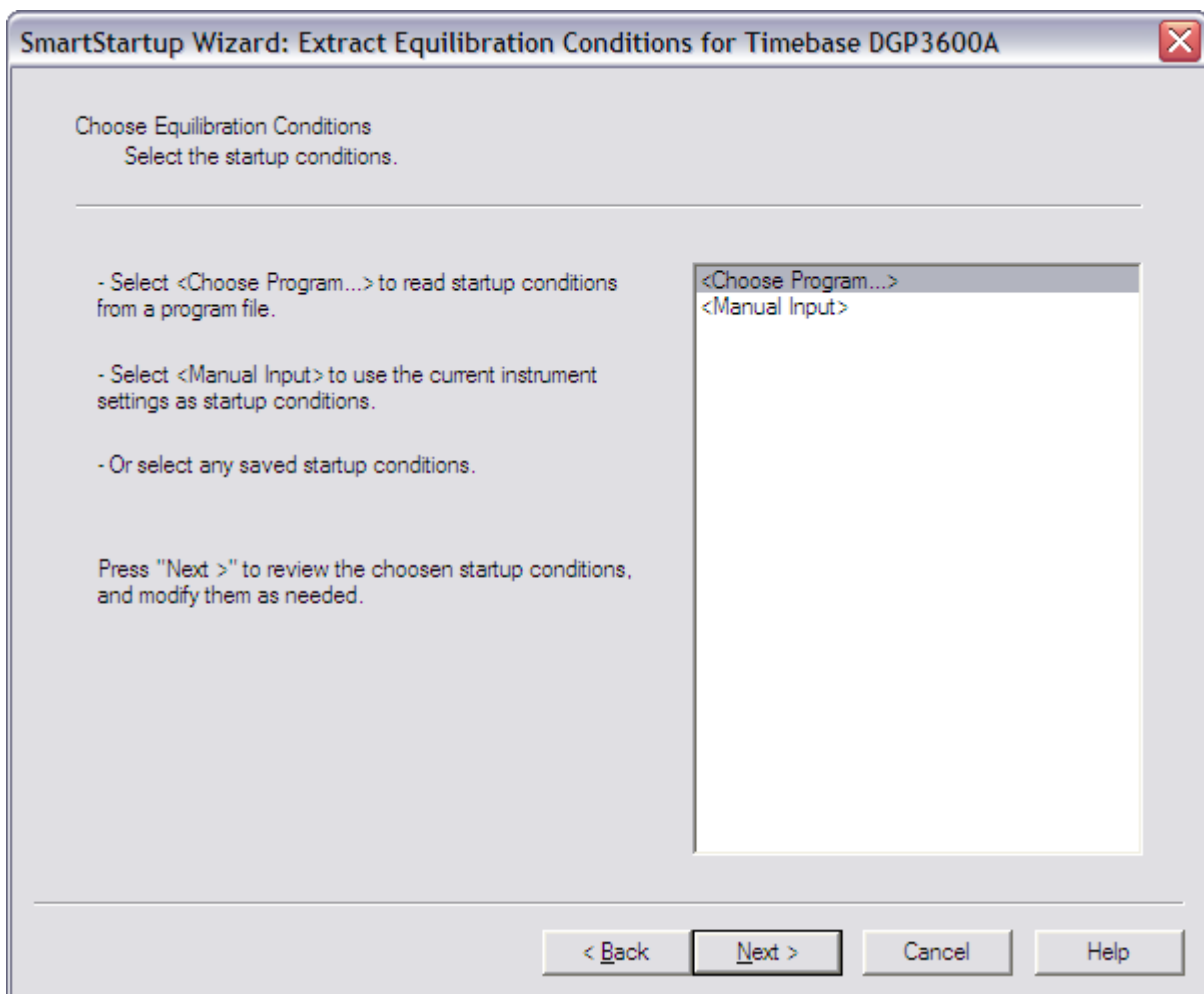 SmartStartup Wizard: Extract Equilibration Conditions for Timebase DGP3600A
Choose Equilibration Conditions
Select the startup conditions.
- Select <Choose Program...> to read startup conditions
from a program file.
- Select <Manual Input> to use the current instrument
settings as startup conditions.
- Or select any saved startup conditions.
Press "Next >" to review the choosen startup conditions,
and modify them as needed.
<Choose Program...>
<Manual Input>
< Back
Next >
Cancel
Help